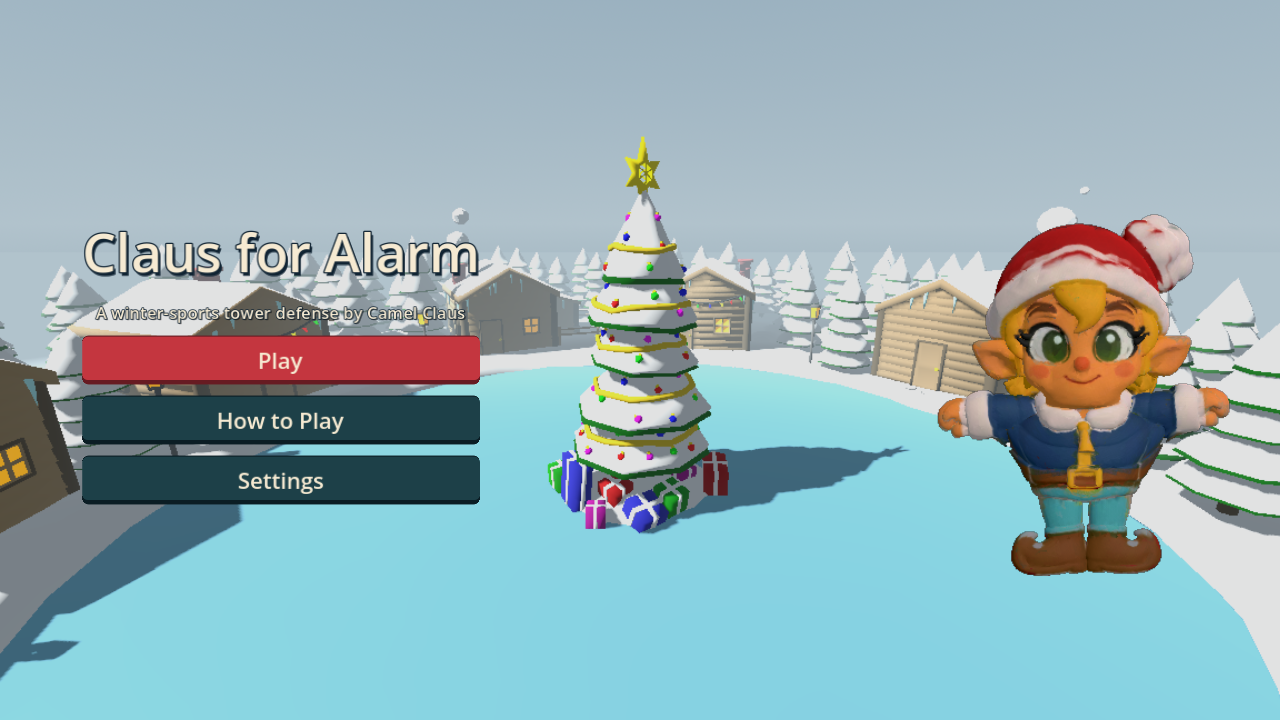 Claus for Alarm
A winter-sports tower defense by Camel Claus
Play
How to Play
Settings